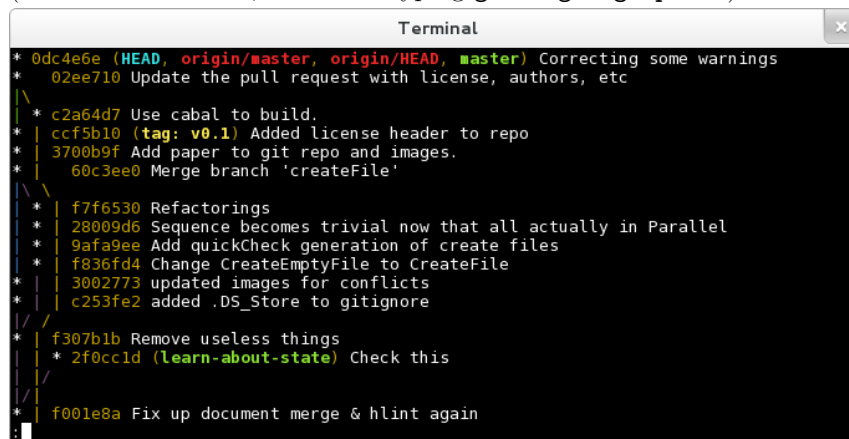 Terminal
* 0dc4e6e (HEAD, origin/master, origin/HEAD, master) Correcting some warnings
*   02ee710 Update the pull request with license, authors, etc
|\
| * c2a64d7 Use cabal to build.
* | ccf5b10 (tag: v0.1) Added license header to repo
* | 3700b9f Add paper to git repo and images.
* |   60c3ee0 Merge branch 'createFile'
|\ \
| * | f7f6530 Refactorings
| * | 28009d6 Sequence becomes trivial now that all actually in Parallel
| * | 9afa9ee Add quickCheck generation of create files
| * | f836fd4 Change CreateEmptyFile to CreateFile
* | | 3002773 updated images for conflicts
* | | c253fe2 added .DS_Store to gitignore
|/ /
* | f307b1b Remove useless things
| | * 2f0cc1d (learn-about-state) Check this
| |/
|/|
* | f001e8a Fix up document merge & hlint again
: